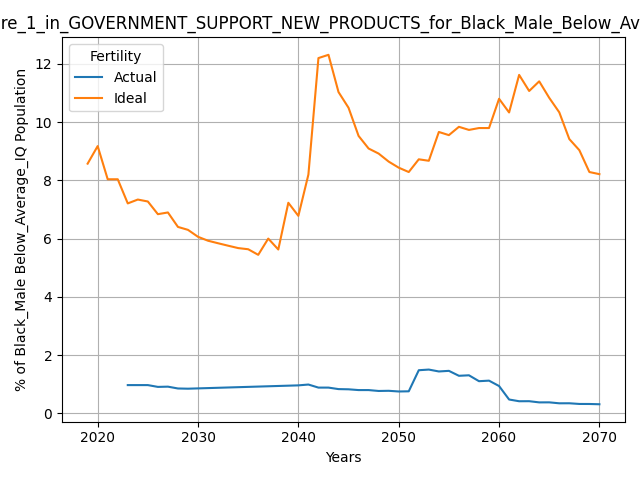 re_1_in_GOVERNMENT_SUPPORT_NEW_PRODUCTS_for_Black_Male_Below_Av
Fertility
Actual
Ideal
% of Black_Male Below_Average_IQ Population
12
10
8
6
4
2
0
2020 2030 2040 2050 2060 2070
Years